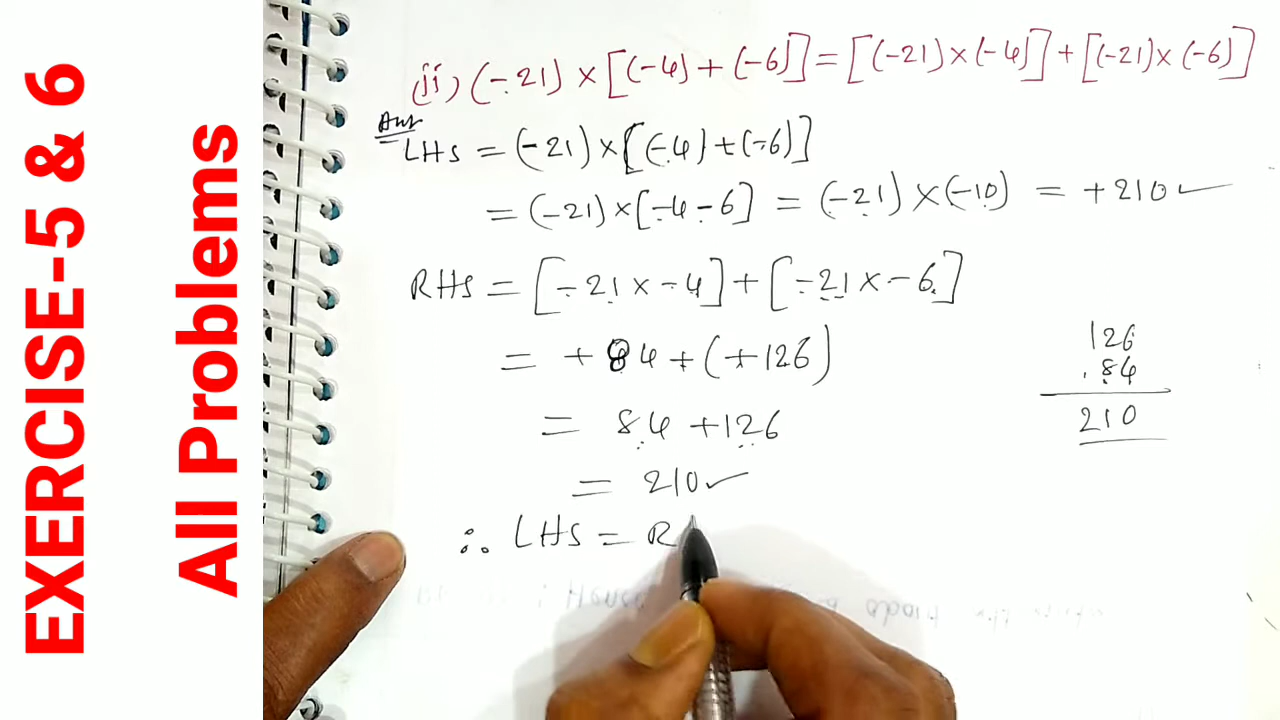 EXERCISE-5 & 6
All Problems
(ii) (-21) × [(-4) + (-6)] = [(-21) × (-4)] + [(-21) × (-6)]
Ans
LHS = (-21) × [(-4) + (-6)]
= (-21) × [-4 - 6] = (-21) × (-10) = +210 ✓
RHS = [-21 × -4] + [-21 × -6]
= +84 + (+126)
= 84 + 126
= 210 ✓
∴ LHS = R
126
84
210